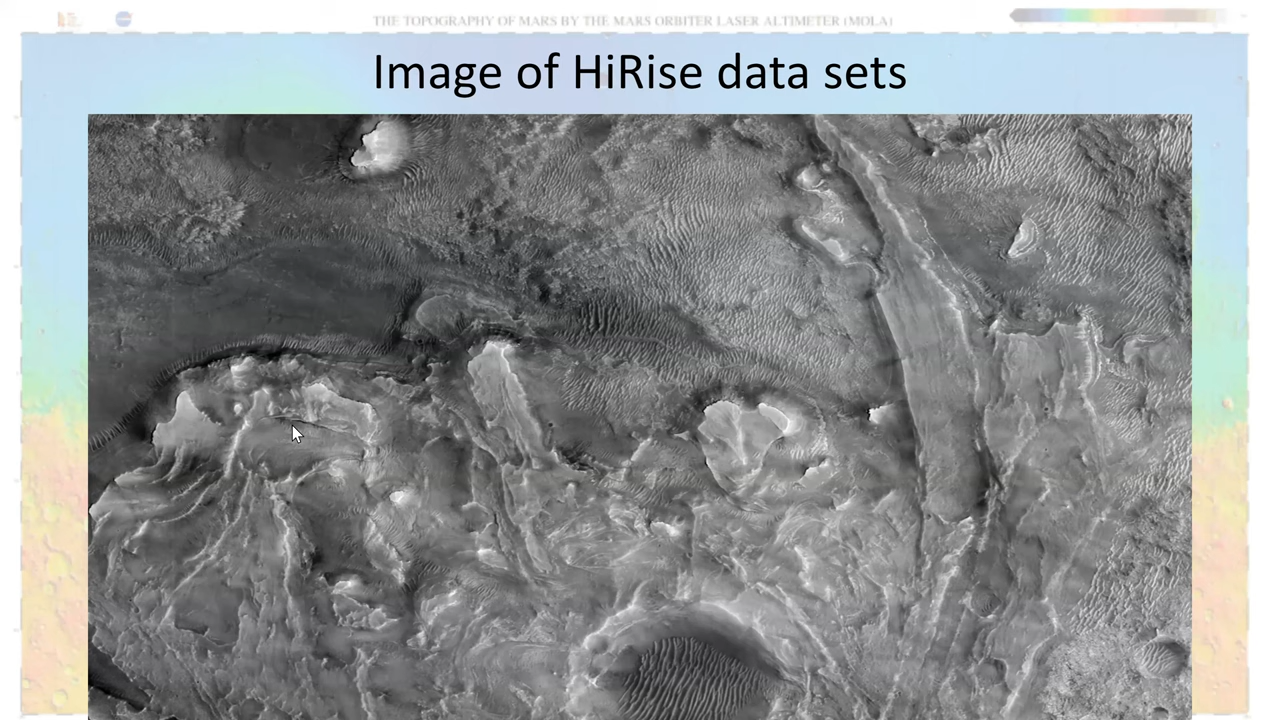 THE TOPOGRAPHY OF MARS BY THE MARS ORBITER LASER ALTIMETER (MOLA)
Image of HiRise data sets